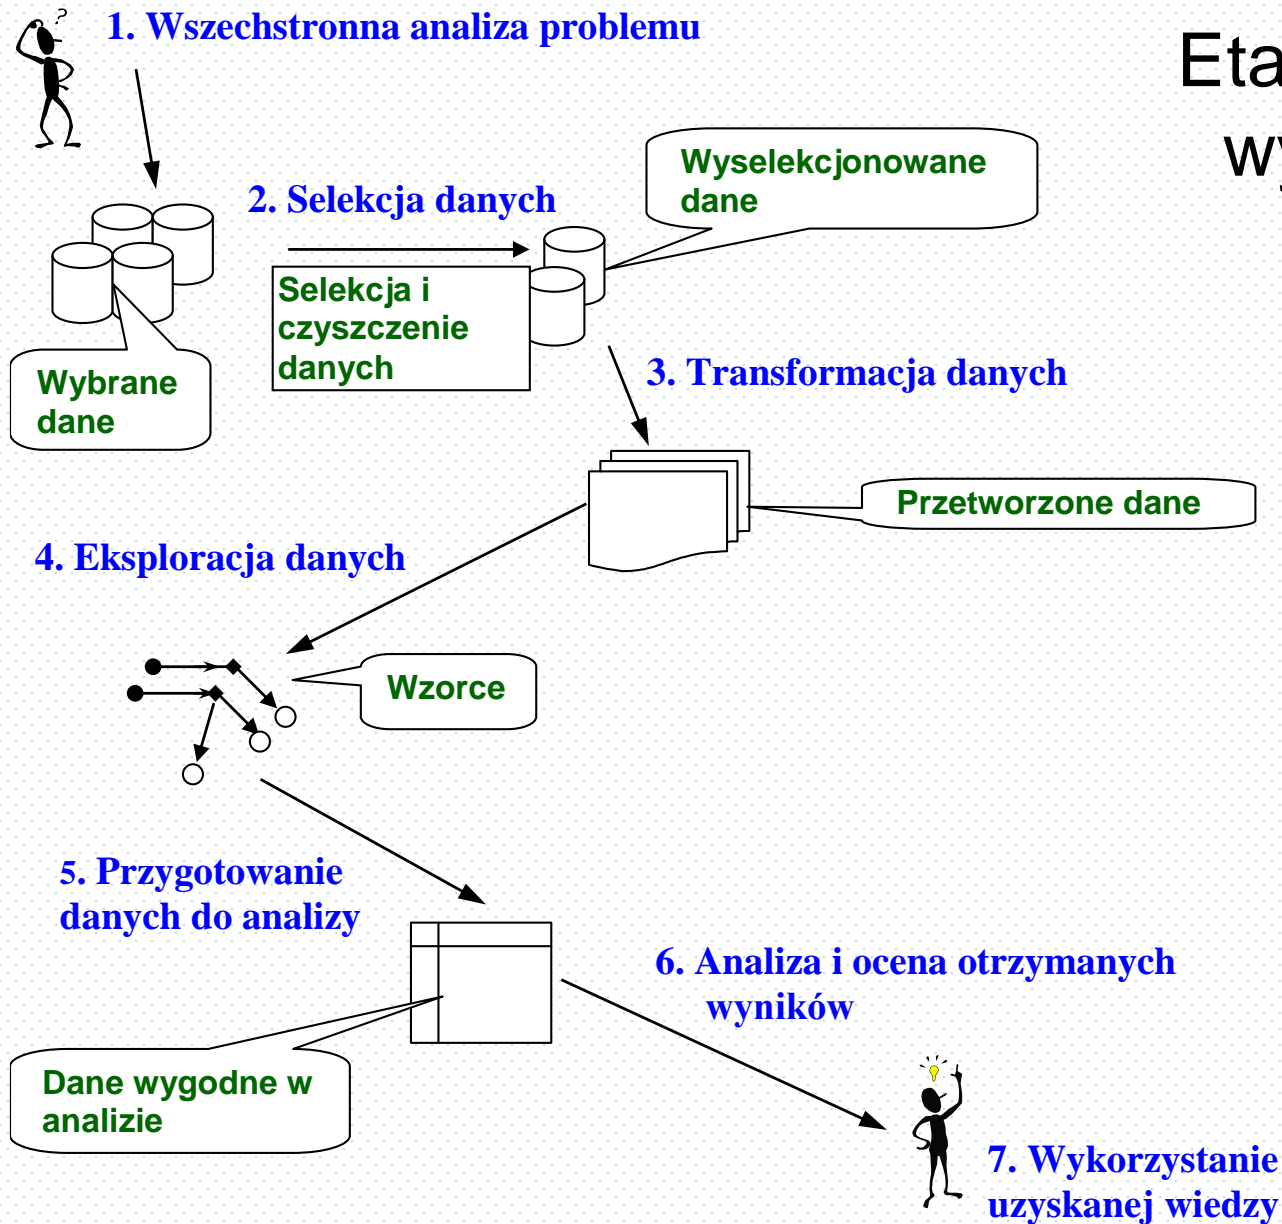 1. Wszechstronna analiza problemu
?
Eta
wy
2. Selekcja danych
Wyselekcjonowane
dane
Selekcja i
czyszczenie
danych
Wybrane
dane
3. Transformacja danych
Przetworzone dane
4. Eksploracja danych
Wzorce
5. Przygotowanie
danych do analizy
6. Analiza i ocena otrzymanych
wyników
Dane wygodne w
analizie
7. Wykorzystanie
uzyskanej wiedzy